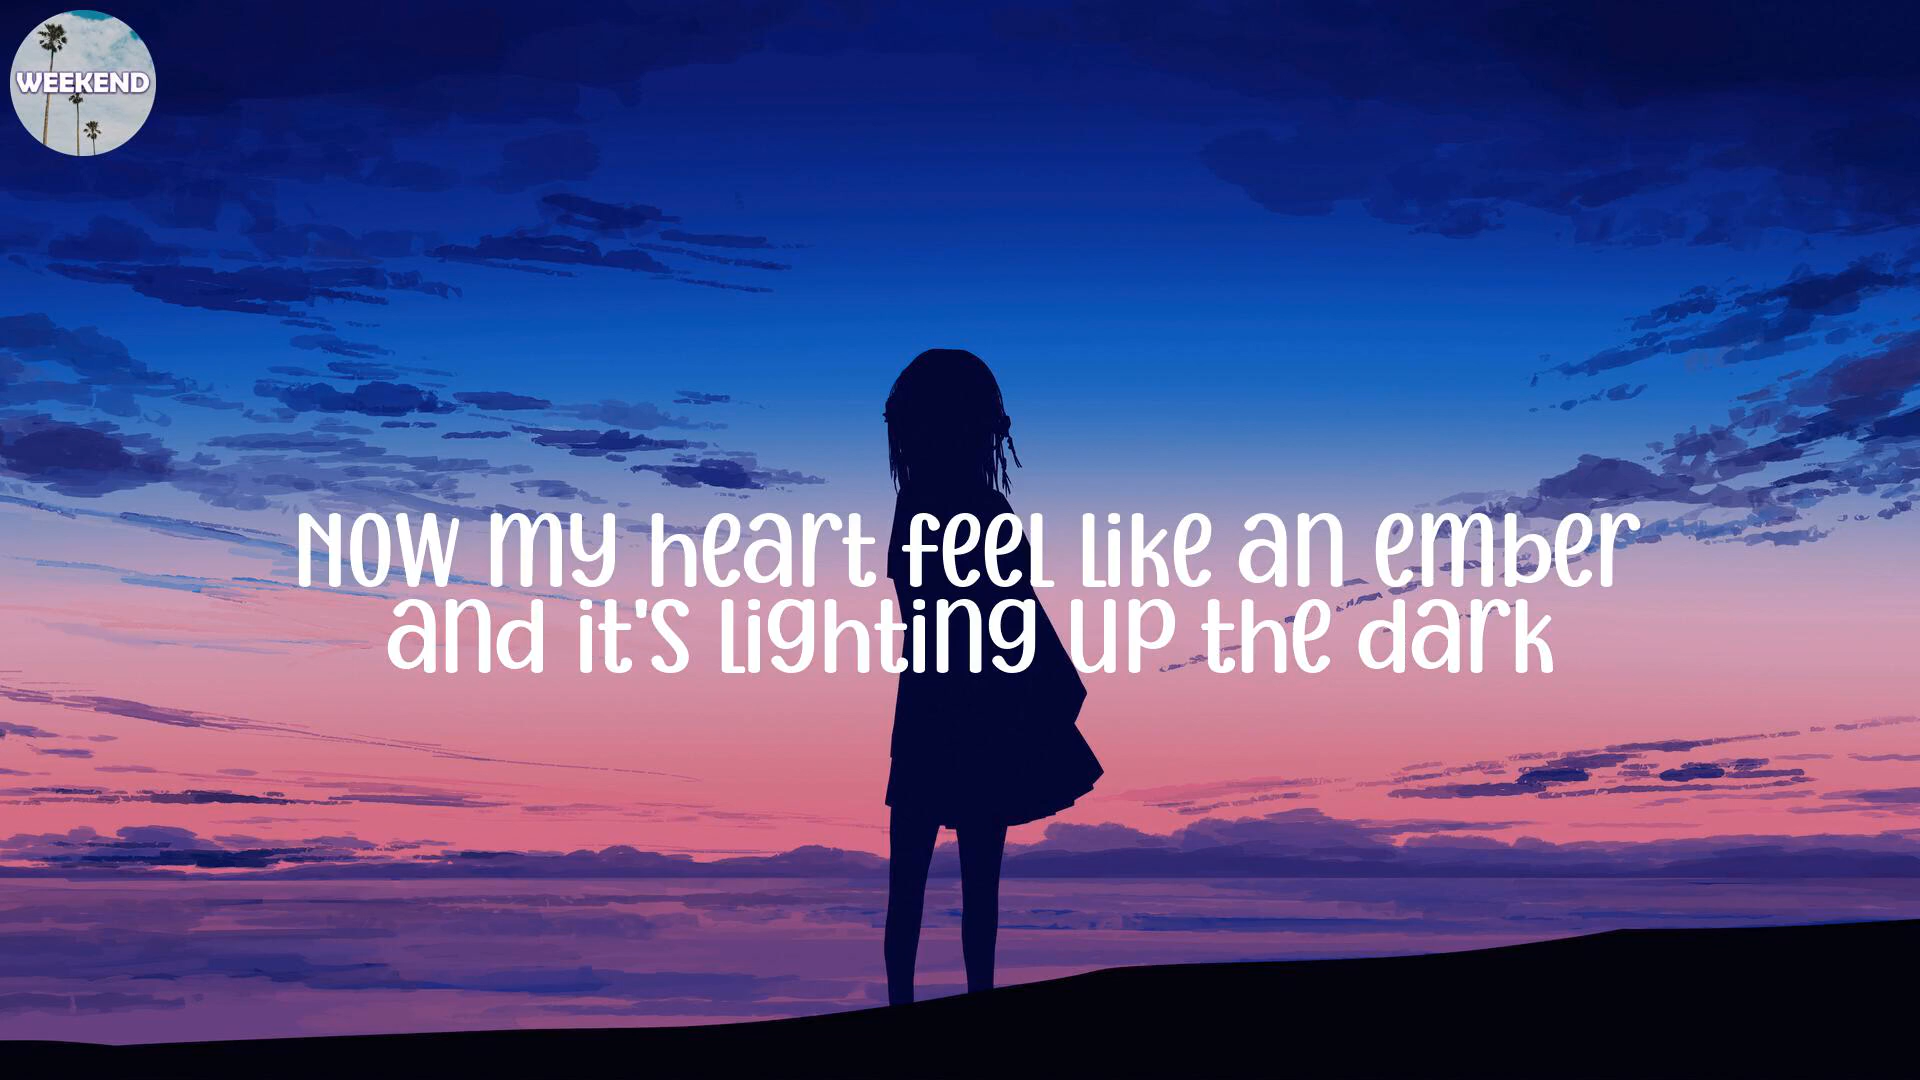 WEEKEND
Now my heart feel like an ember
and it's lighting up the dark